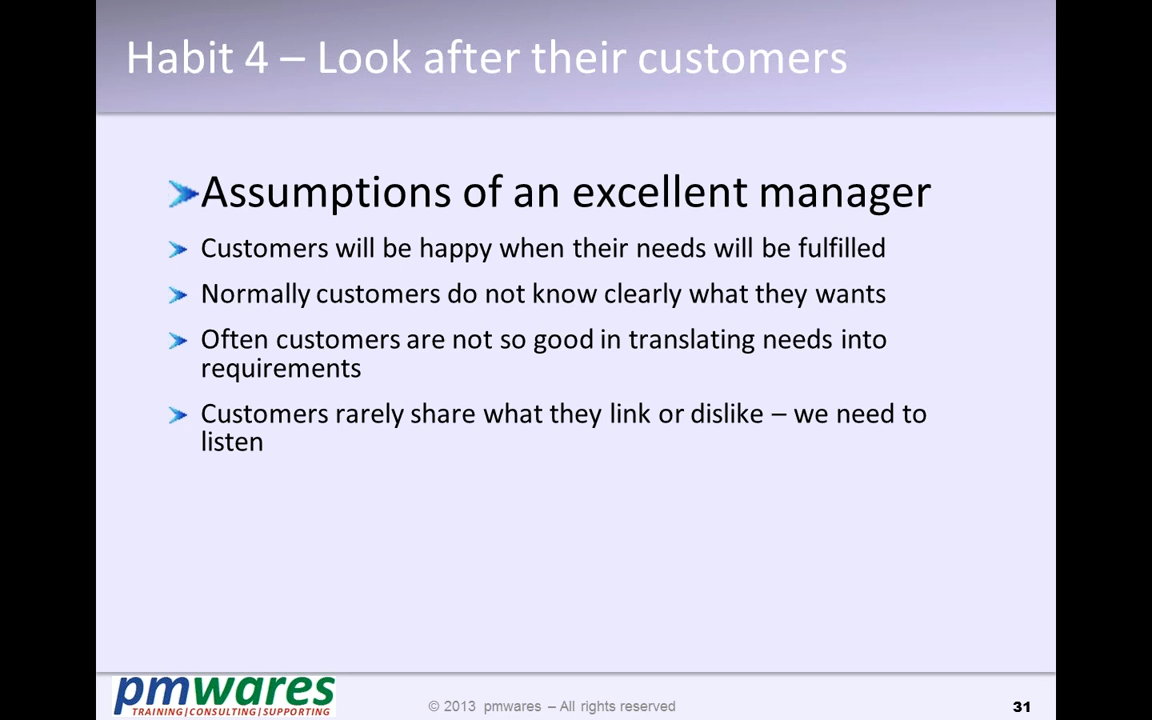 Habit 4 – Look after their customers
Assumptions of an excellent manager
Customers will be happy when their needs will be fulfilled
Normally customers do not know clearly what they wants
Often customers are not so good in translating needs into
requirements
Customers rarely share what they link or dislike – we need to
listen
pmwares
TRAINING|CONSULTING|SUPPORTING
© 2013 pmwares – All rights reserved
31